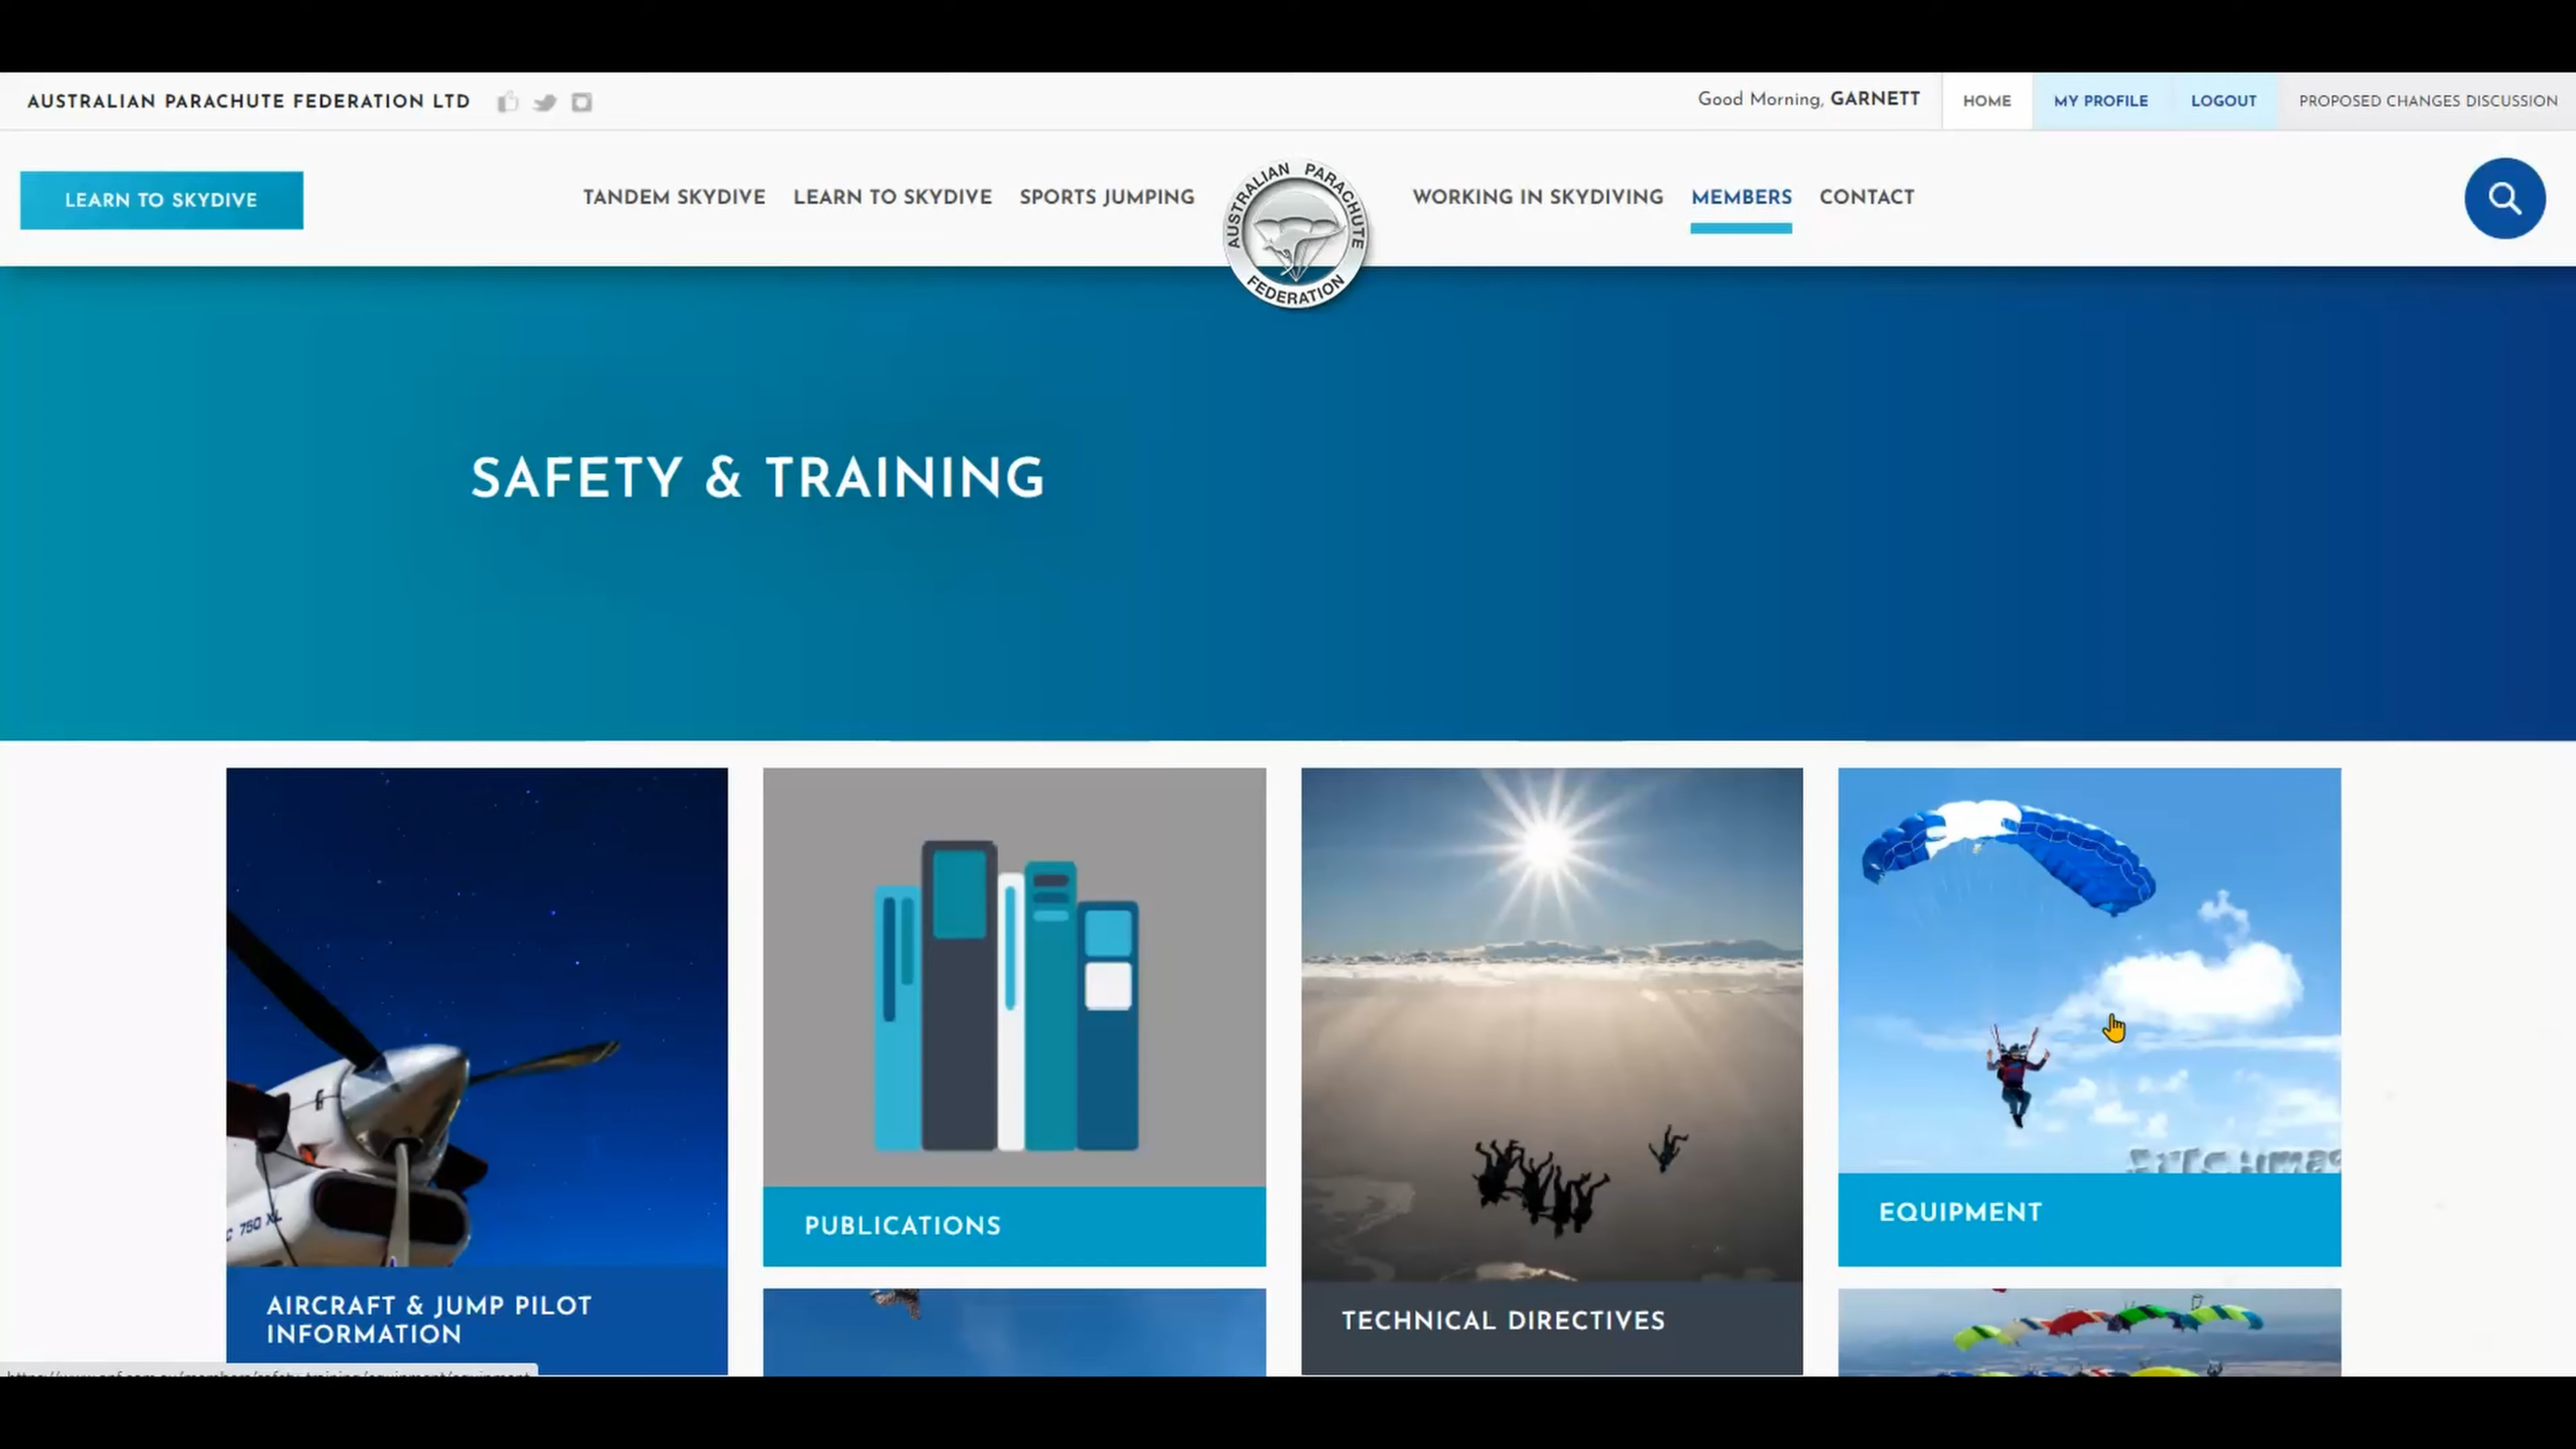 AUSTRALIAN PARACHUTE FEDERATION LTD
Good Morning, GARNETT
HOME
MY PROFILE
LOGOUT
PROPOSED CHANGES DISCUSSION
LEARN TO SKYDIVE
TANDEM SKYDIVE
LEARN TO SKYDIVE
SPORTS JUMPING
AUSTRALIAN PARACHUTE
FEDERATION
WORKING IN SKYDIVING
MEMBERS
CONTACT
SAFETY & TRAINING
750 XL
PUBLICATIONS
EQUIPMENT
AIRCRAFT & JUMP PILOT
INFORMATION
TECHNICAL DIRECTIVES